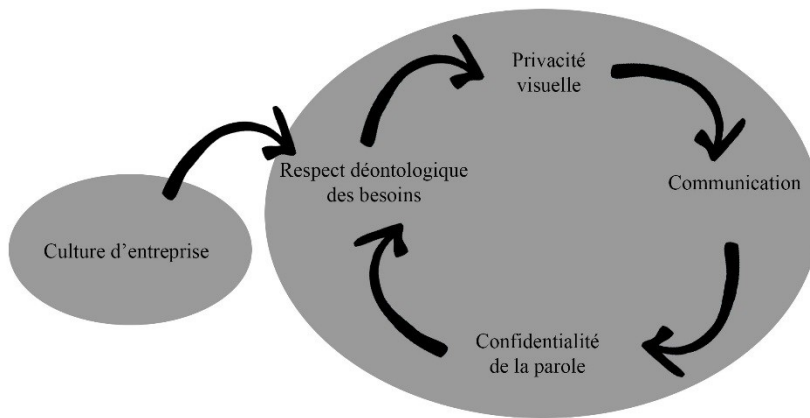 Privacité
visuelle
Respect déontologique
des besoins
Communication
Culture d’entreprise
Confidentialité
de la parole